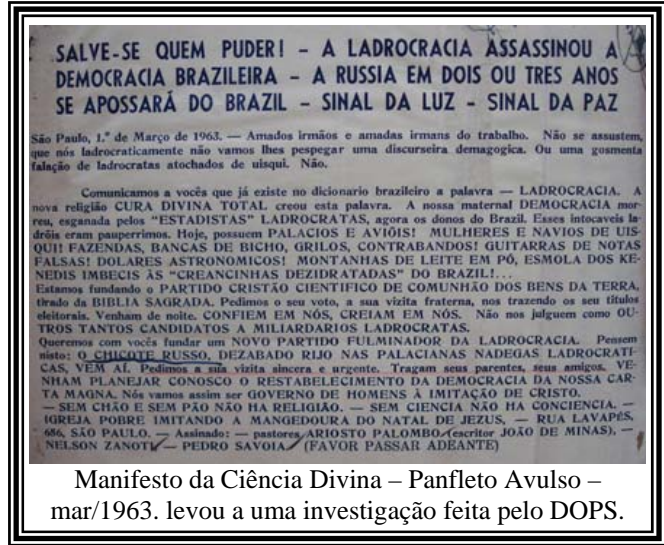 SALVE-SE QUEM PUDER! – A LADROCRACIA ASSASSINOU A
DEMOCRACIA BRAZILEIRA – A RUSSIA EM DOIS OU TRES ANOS
SE APOSSARÁ DO BRAZIL – SINAL DA LUZ – SINAL DA PAZ
São Paulo, 1.º de Março de 1963. — Amados irmãos e amadas irmans do trabalho. Não se assustem,
que nós ladrocraticamente não vamos lhes pespegar uma discurseira demagogica. Ou uma gosmenta
falação de ladrocratas atochados de uisqui. Não.
Comunicamos a vocês que já eziste no dicionario brazileiro a palavra — LADROCRACIA. A
nova religião CURA DIVINA TOTAL creou esta palavra. A nossa maternal DEMOCRACIA mor-
reu, esganada pelos "ESTADISTAS" LADROCRATAS, agora os donos do Brazil. Esses intocaveis la-
drõis eram pauperrimos. Hoje, possuem PALACIOS E AVIÕIS! MULHERES E NAVIOS DE UIS-
QUI! FAZENDAS, BANCAS DE BICHO, GRILOS, CONTRABANDOS! GUITARRAS DE NOTAS
FALSAS! DOLARES ASTRONOMICOS! MONTANHAS DE LEITE EM PÓ, ESMOLA DOS KE-
NEDIS IMBECIS ÀS "CREANCINHAS DEZIDRATADAS" DO BRAZIL!...
Estamos fundando o PARTIDO CRISTÃO CIENTIFICO DE COMUNHÃO DOS BENS DA TERRA,
tirado da BIBLIA SAGRADA. Pedimos o seu voto, a sua vizita fraterna, nos trazendo os seu titulos
eleitorais. Venham de noite. CONFIEM EM NÓS, CREIAM EM NÓS. Não nos julguem como OU-
TROS TANTOS CANDIDATOS A MILIARDARIOS LADROCRATAS.
Queremos com vocês fundar um NOVO PARTIDO FULMINADOR DA LADROCRACIA. Pensem
nisto: O CHICOTE RUSSO, DEZABADO RIJO NAS PALACIANAS NADEGAS LADROCRATI-
CAS, VEM AÍ. Pedimos a sua vizita sincera e urgente. Tragam seus parentes, seus amigos. VE-
NHAM PLANEJAR CONOSCO O RESTABELECIMENTO DA DEMOCRACIA DA NOSSA CAR-
TA MAGNA. Nós vamos assim ser GOVERNO DE HOMENS À IMITAÇÃO DE CRISTO.
— SEM CHÃO E SEM PÃO NÃO HA RELIGIÃO. — SEM CIENCIA NÃO HA CONCIENCIA. —
IGREJA POBRE IMITANDO A MANGEDOURA DO NATAL DE JEZUS, — RUA LAVAPÉS,
686, SÃO PAULO. — Assinado: — pastores ARIOSTO PALOMBO (escritor JOÃO DE MINAS), —
NELSON ZANOTI — PEDRO SAVOIA (FAVOR PASSAR ADEANTE)
Manifesto da Ciência Divina – Panfleto Avulso –
mar/1963. levou a uma investigação feita pelo DOPS.